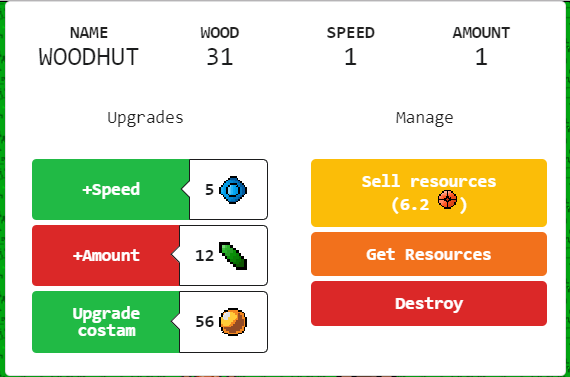 NAME WOOD SPEED AMOUNT
WOODHUT 31 1 1
Upgrades
+Speed 5
+Amount 12
Upgrade
costam 56
Manage
Sell resources
(6.2 )
Get Resources
Destroy